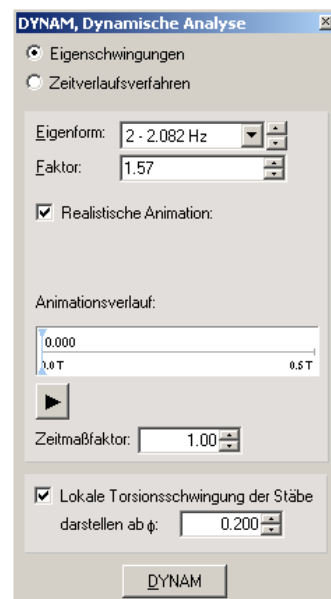 DYNAM, Dynamische Analyse
Eigenschwingungen
Zeitverlaufsverfahren
Eigenform: 2 - 2.082 Hz
Faktor: 1.57
Realistische Animation:
Animationsverlauf:
0.000
0.0 T 0.5 T
Zeitmaßfaktor: 1.00
Lokale Torsionsschwingung der Stäbe
darstellen ab ϕ: 0.200
DYNAM